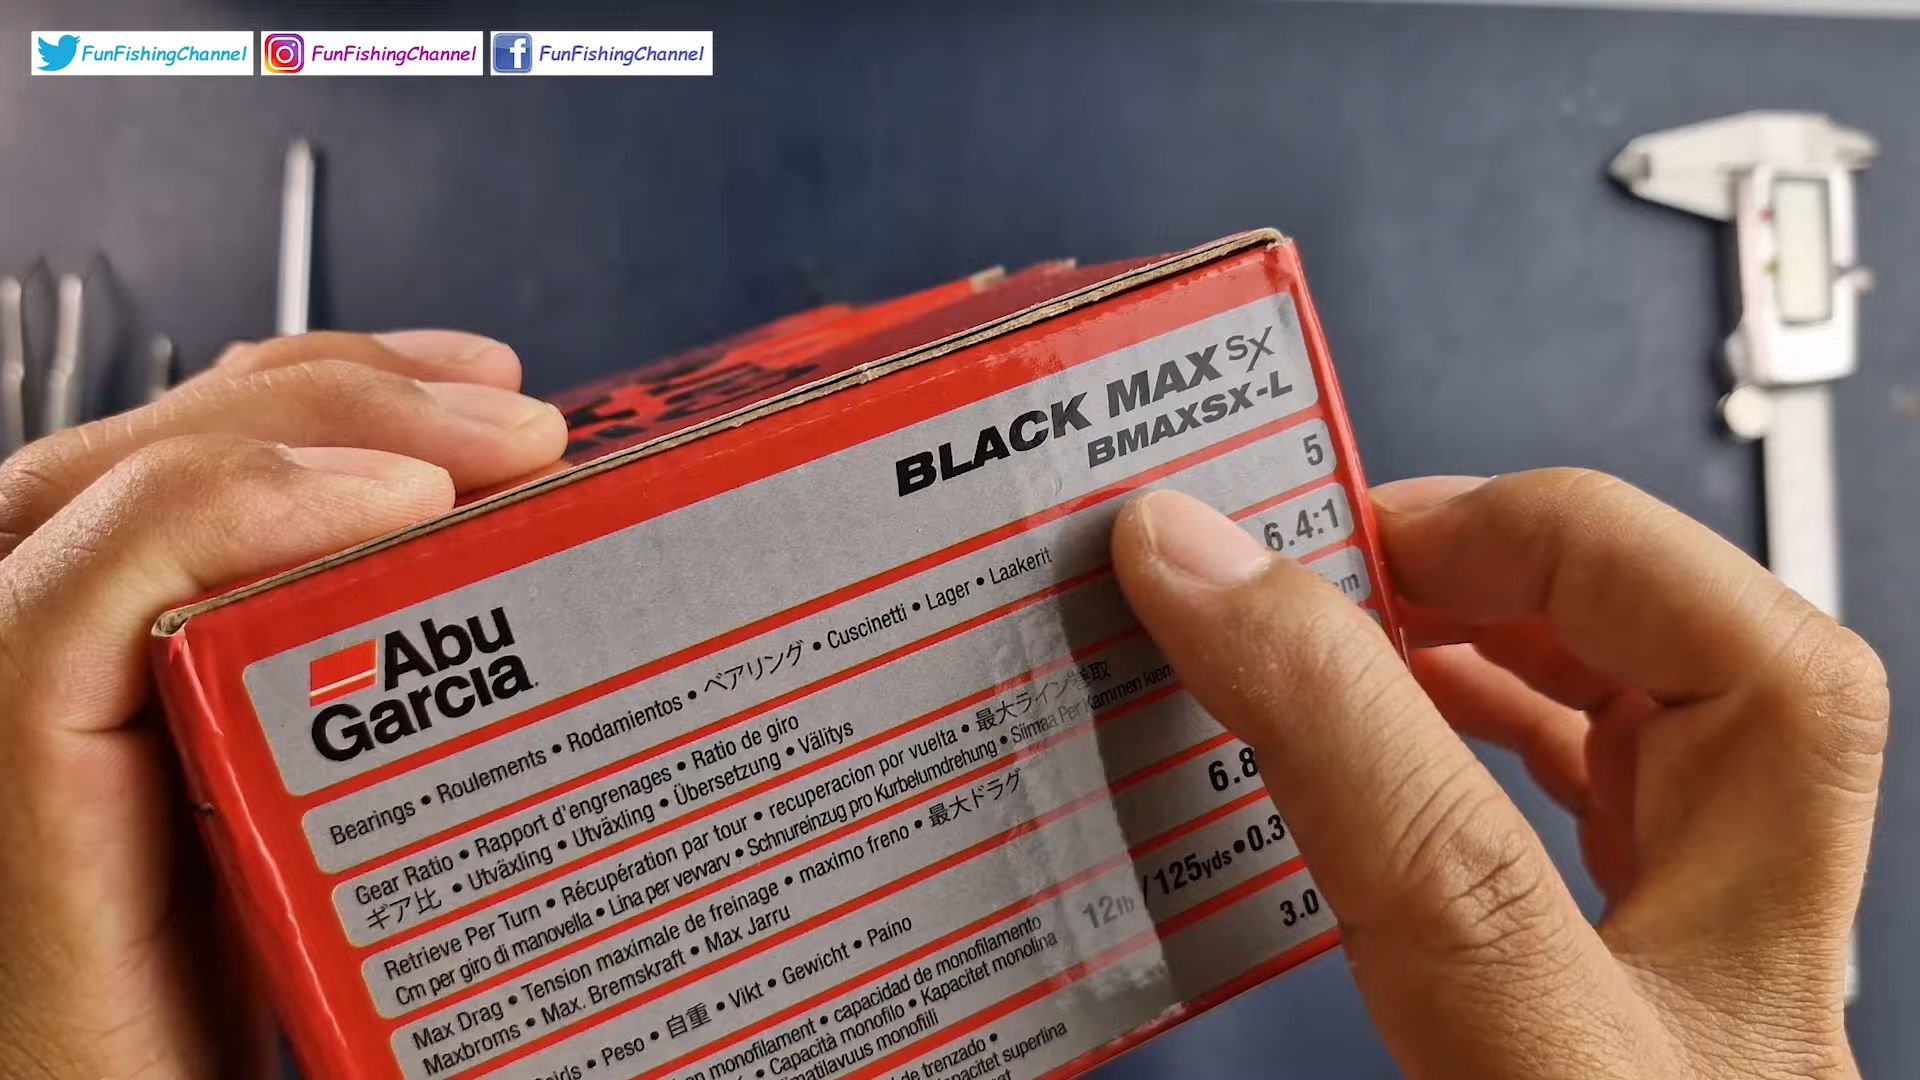 FunFishingChannel FunFishingChannel FunFishingChannel
BLACK MAX SX
BMAXSX-L
Abu
Garcia
Bearings • Roulements • Rodamientos • ベアリング • Cuscinetti • Lager • Laakerit 5
Gear Ratio • Rapport d'engrenages • Ratio de giro 6.4:1
ギア比 • Utväxling • Utväxling • Übersetzung • Välitys
Retrieve Per Turn • Récupération par tour • recuperacion por vuelta • 最大ライン巻取
Cm per giro di manovella • Lina per vevvarv • Schnureinzug pro Kurbelumdrehung • Siimaa Per Kammen
Max Drag • Tension maximale de freinage • maximo freno • 最大ドラグ
Maxbroms • Max. Bremskraft • Max Jarru
• Peso • 自重 • Vikt • Gewicht • Paino 6.8
monofilament • capacidad de monofilamento 12lb / 125yds • 0.3
• Capacità monofilo • Kapacitet monolina
de trenzado • 3.0
superlina